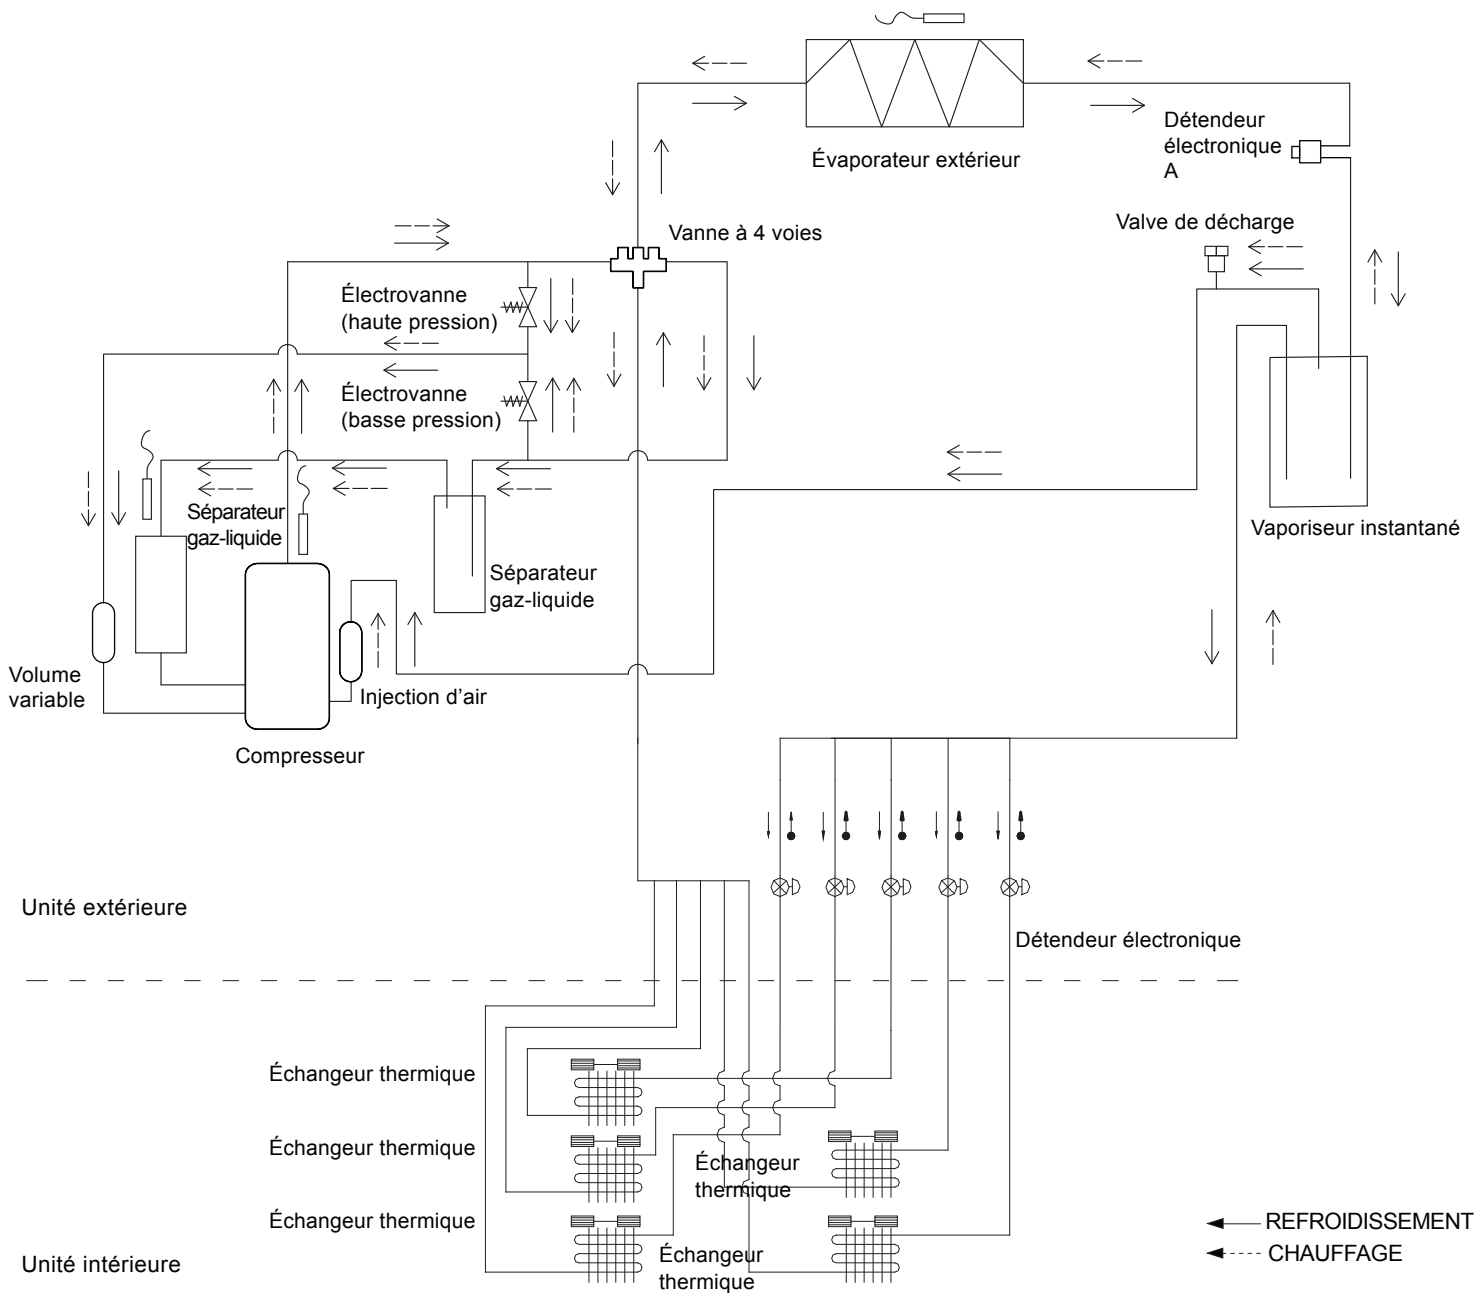 Évaporateur extérieur
Détendeur
électronique
A
Valve de décharge
Vanne à 4 voies
Électrovanne
(haute pression)
Électrovanne
(basse pression)
Séparateur
gaz-liquide
Vaporiseur instantané
Séparateur
gaz-liquide
Volume
variable
Injection d’air
Compresseur
Unité extérieure
Détendeur électronique
Échangeur thermique
Échangeur thermique
Échangeur
thermique
Échangeur thermique
Échangeur
thermique
Unité intérieure
REFROIDISSEMENT
CHAUFFAGE